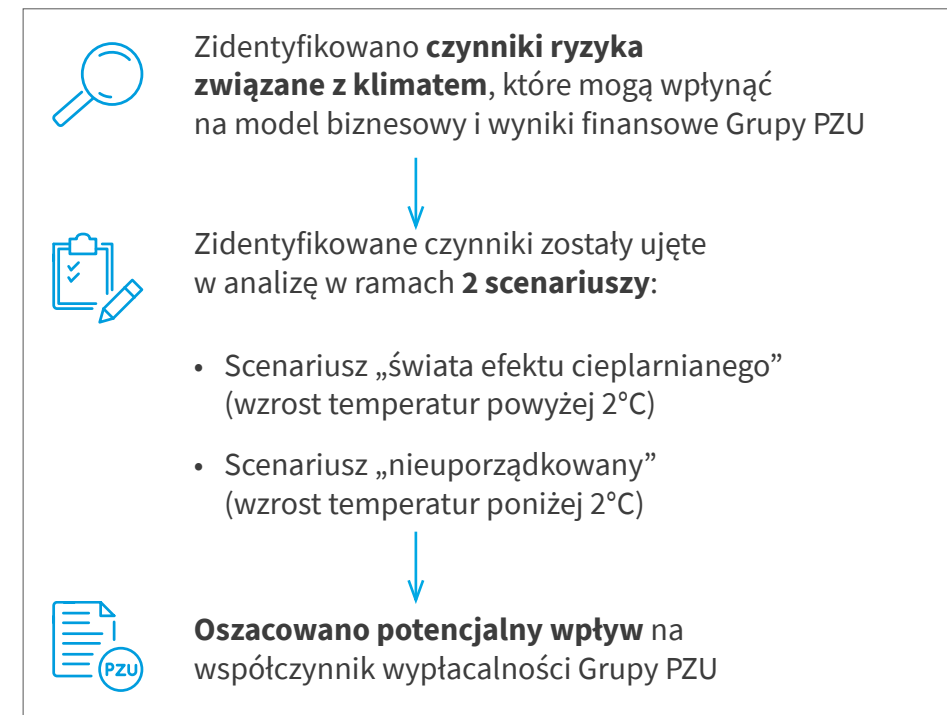 Zidentyfikowano czynniki ryzyka
związane z klimatem, które mogą wpłynąć
na model biznesowy i wyniki finansowe Grupy PZU
Zidentyfikowane czynniki zostały ujęte
w analizę w ramach 2 scenariuszy:
• Scenariusz „świata efektu cieplarnianego”
(wzrost temperatur powyżej 2°C)
• Scenariusz „nieuporządkowany”
(wzrost temperatur poniżej 2°C)
PZU
Oszacowano potencjalny wpływ na
współczynnik wypłacalności Grupy PZU